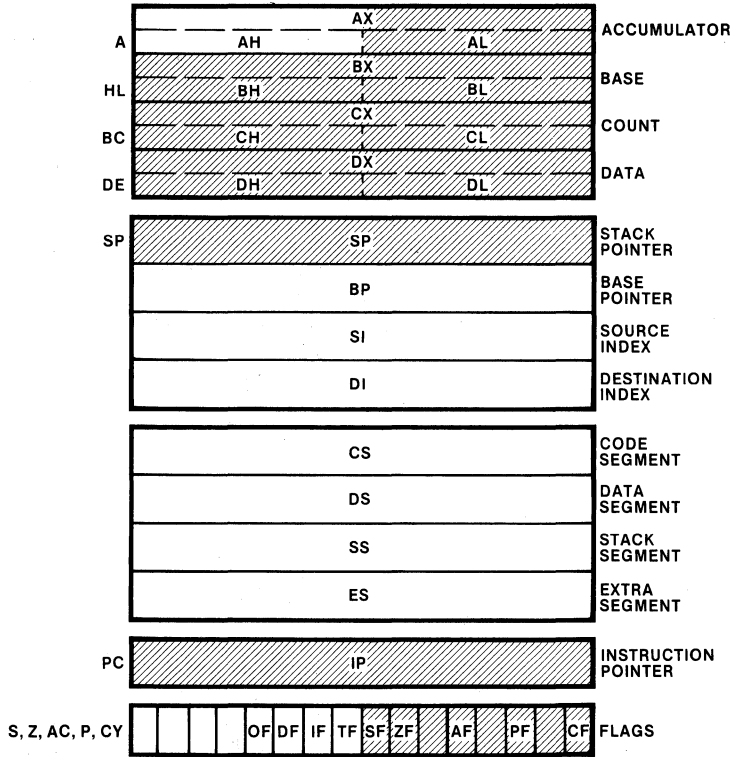 AX
ACCUMULATOR
A AH AL
BX
BASE
HL BH BL
CX
COUNT
BC CH CL
DX
DATA
DE DH DL
SP SP STACK
POINTER
BP BASE
POINTER
SI SOURCE
INDEX
DI DESTINATION
INDEX
CS CODE
SEGMENT
DS DATA
SEGMENT
SS STACK
SEGMENT
ES EXTRA
SEGMENT
PC IP INSTRUCTION
POINTER
S, Z, AC, P, CY OF DF IF TF SF ZF AF PF CF FLAGS